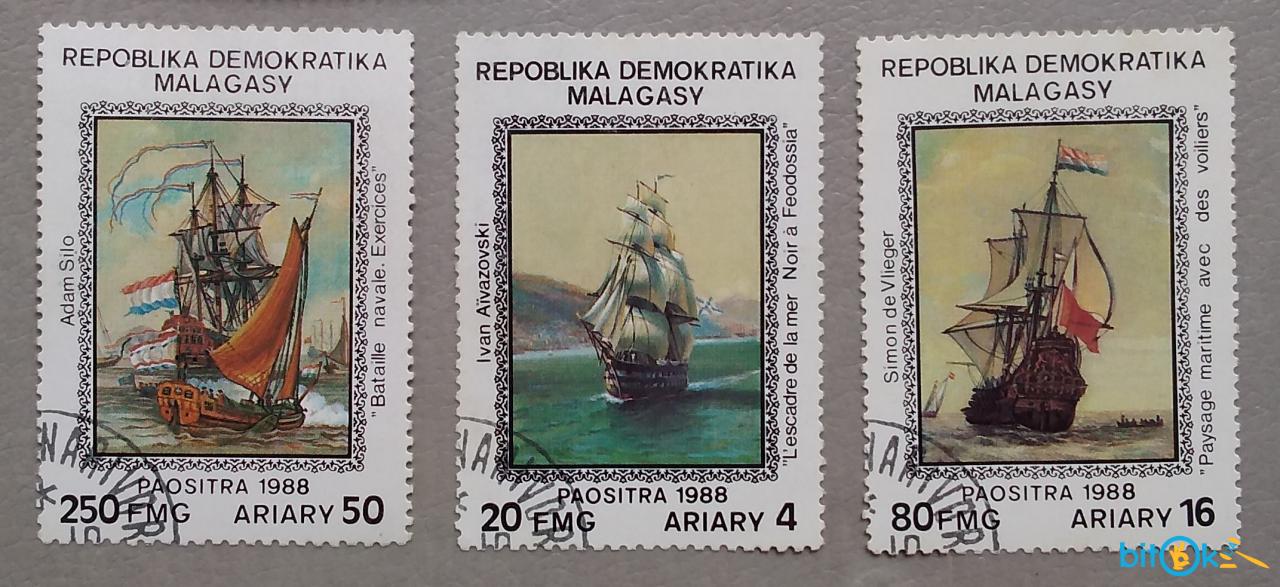 REPOBLIKA DEMOKRATIKA
MALAGASY
Adam Silo
"Bataille navale. Exercices"
PAOSITRA 1988
250 FMG ARIARY 50
REPOBLIKA DEMOKRATIKA
MALAGASY
Ivan Aïvazovski
"L'escadre de la mer Noir à Feodossia"
PAOSITRA 1988
20 FMG ARIARY 4
REPOBLIKA DEMOKRATIKA
MALAGASY
Simon de Vlieger
"Paysage maritime avec des voiliers"
PAOSITRA 1988
80 FMG ARIARY 16